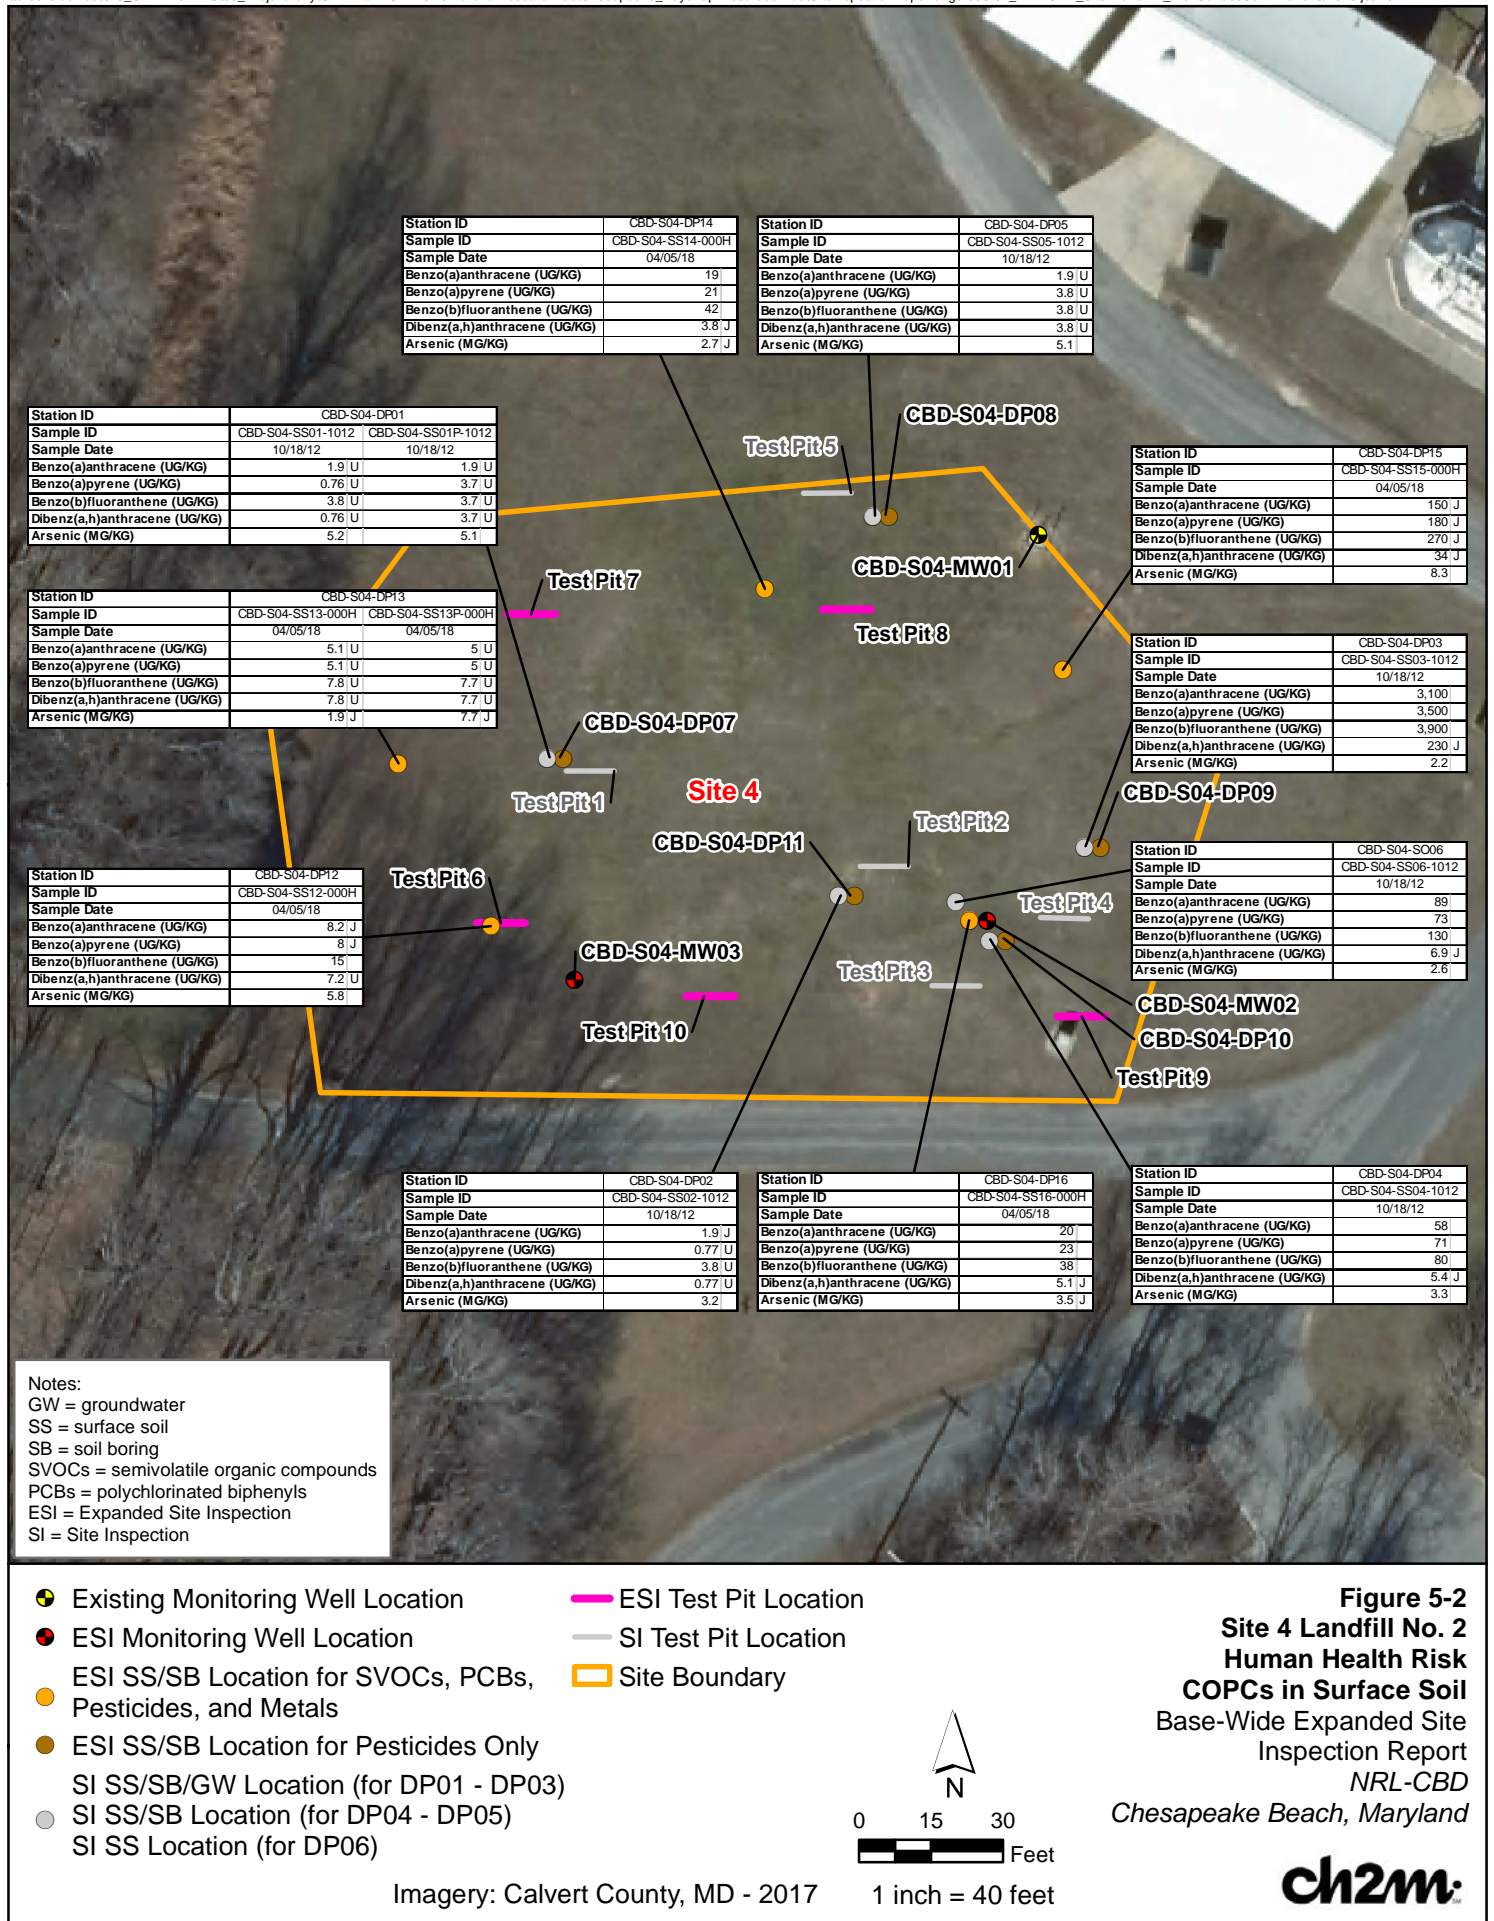 Station ID CBD-S04-DP14
Sample ID CBD-S04-SS14-000H
Sample Date 04/05/18
Benzo(a)anthracene (UG/KG) 19
Benzo(a)pyrene (UG/KG) 21
Benzo(b)fluoranthene (UG/KG) 42
Dibenz(a,h)anthracene (UG/KG) 3.8 J
Arsenic (MG/KG) 2.7 J
Station ID CBD-S04-DP05
Sample ID CBD-S04-SS05-1012
Sample Date 10/18/12
Benzo(a)anthracene (UG/KG) 1.9 U
Benzo(a)pyrene (UG/KG) 3.8 U
Benzo(b)fluoranthene (UG/KG) 3.8 U
Dibenz(a,h)anthracene (UG/KG) 3.8 U
Arsenic (MG/KG) 5.1
Station ID CBD-S04-DP01
Sample ID CBD-S04-SS01-1012 CBD-S04-SS01P-1012
Sample Date 10/18/12 10/18/12
Benzo(a)anthracene (UG/KG) 1.9 U 1.9 U
Benzo(a)pyrene (UG/KG) 0.76 U 3.7 U
Benzo(b)fluoranthene (UG/KG) 3.8 U 3.7 U
Dibenz(a,h)anthracene (UG/KG) 0.76 U 3.7 U
Arsenic (MG/KG) 5.2 5.1
CBD-S04-DP08
Test Pit 5
Station ID CBD-S04-DP15
Sample ID CBD-S04-SS15-000H
Sample Date 04/05/18
Benzo(a)anthracene (UG/KG) 150 J
Benzo(a)pyrene (UG/KG) 180 J
Benzo(b)fluoranthene (UG/KG) 270 J
Dibenz(a,h)anthracene (UG/KG) 34 J
Arsenic (MG/KG) 8.3
CBD-S04-MW01
Test Pit 7
Test Pit 8
Station ID CBD-S04-DP13
Sample ID CBD-S04-SS13-000H CBD-S04-SS13P-000H
Sample Date 04/05/18 04/05/18
Benzo(a)anthracene (UG/KG) 5.1 U 5 U
Benzo(a)pyrene (UG/KG) 5.1 U 5 U
Benzo(b)fluoranthene (UG/KG) 7.8 U 7.7 U
Dibenz(a,h)anthracene (UG/KG) 7.8 U 7.7 U
Arsenic (MG/KG) 1.9 J 7.7 J
Station ID CBD-S04-DP03
Sample ID CBD-S04-SS03-1012
Sample Date 10/18/12
Benzo(a)anthracene (UG/KG) 3,100
Benzo(a)pyrene (UG/KG) 3,500
Benzo(b)fluoranthene (UG/KG) 3,900
Dibenz(a,h)anthracene (UG/KG) 230 J
Arsenic (MG/KG) 2.2
CBD-S04-DP07
Site 4
Test Pit 1
CBD-S04-DP09
Test Pit 2
CBD-S04-DP11
Station ID CBD-S04-SO06
Sample ID CBD-S04-SS06-1012
Sample Date 10/18/12
Benzo(a)anthracene (UG/KG) 89
Benzo(a)pyrene (UG/KG) 73
Benzo(b)fluoranthene (UG/KG) 130
Dibenz(a,h)anthracene (UG/KG) 6.9 J
Arsenic (MG/KG) 2.6
Station ID CBD-S04-DP12
Sample ID CBD-S04-SS12-000H
Sample Date 04/05/18
Benzo(a)anthracene (UG/KG) 8.2 J
Benzo(a)pyrene (UG/KG) 8 J
Benzo(b)fluoranthene (UG/KG) 15
Dibenz(a,h)anthracene (UG/KG) 7.2 U
Arsenic (MG/KG) 5.8
Test Pit 6
Test Pit 4
CBD-S04-MW03
Test Pit 3
CBD-S04-MW02
Test Pit 10
CBD-S04-DP10
Test Pit 9
Station ID CBD-S04-DP02
Sample ID CBD-S04-SS02-1012
Sample Date 10/18/12
Benzo(a)anthracene (UG/KG) 1.9 J
Benzo(a)pyrene (UG/KG) 0.77 U
Benzo(b)fluoranthene (UG/KG) 3.8 U
Dibenz(a,h)anthracene (UG/KG) 0.77 U
Arsenic (MG/KG) 3.2
Station ID CBD-S04-DP16
Sample ID CBD-S04-SS16-000H
Sample Date 04/05/18
Benzo(a)anthracene (UG/KG) 20
Benzo(a)pyrene (UG/KG) 23
Benzo(b)fluoranthene (UG/KG) 38
Dibenz(a,h)anthracene (UG/KG) 5.1 J
Arsenic (MG/KG) 3.5 J
Station ID CBD-S04-DP04
Sample ID CBD-S04-SS04-1012
Sample Date 10/18/12
Benzo(a)anthracene (UG/KG) 58
Benzo(a)pyrene (UG/KG) 71
Benzo(b)fluoranthene (UG/KG) 80
Dibenz(a,h)anthracene (UG/KG) 5.4 J
Arsenic (MG/KG) 3.3
Notes:
GW = groundwater
SS = surface soil
SB = soil boring
SVOCs = semivolatile organic compounds
PCBs = polychlorinated biphenyls
ESI = Expanded Site Inspection
SI = Site Inspection
Existing Monitoring Well Location
ESI Monitoring Well Location
ESI SS/SB Location for SVOCs, PCBs,
Pesticides, and Metals
ESI SS/SB Location for Pesticides Only
SI SS/SB/GW Location (for DP01 - DP03)
SI SS/SB Location (for DP04 - DP05)
SI SS Location (for DP06)
ESI Test Pit Location
SI Test Pit Location
Site Boundary
N
0 15 30
Feet
Imagery: Calvert County, MD - 2017
1 inch = 40 feet
Figure 5-2
Site 4 Landfill No. 2
Human Health Risk
COPCs in Surface Soil
Base-Wide Expanded Site
Inspection Report
NRL-CBD
Chesapeake Beach, Maryland
ch2m